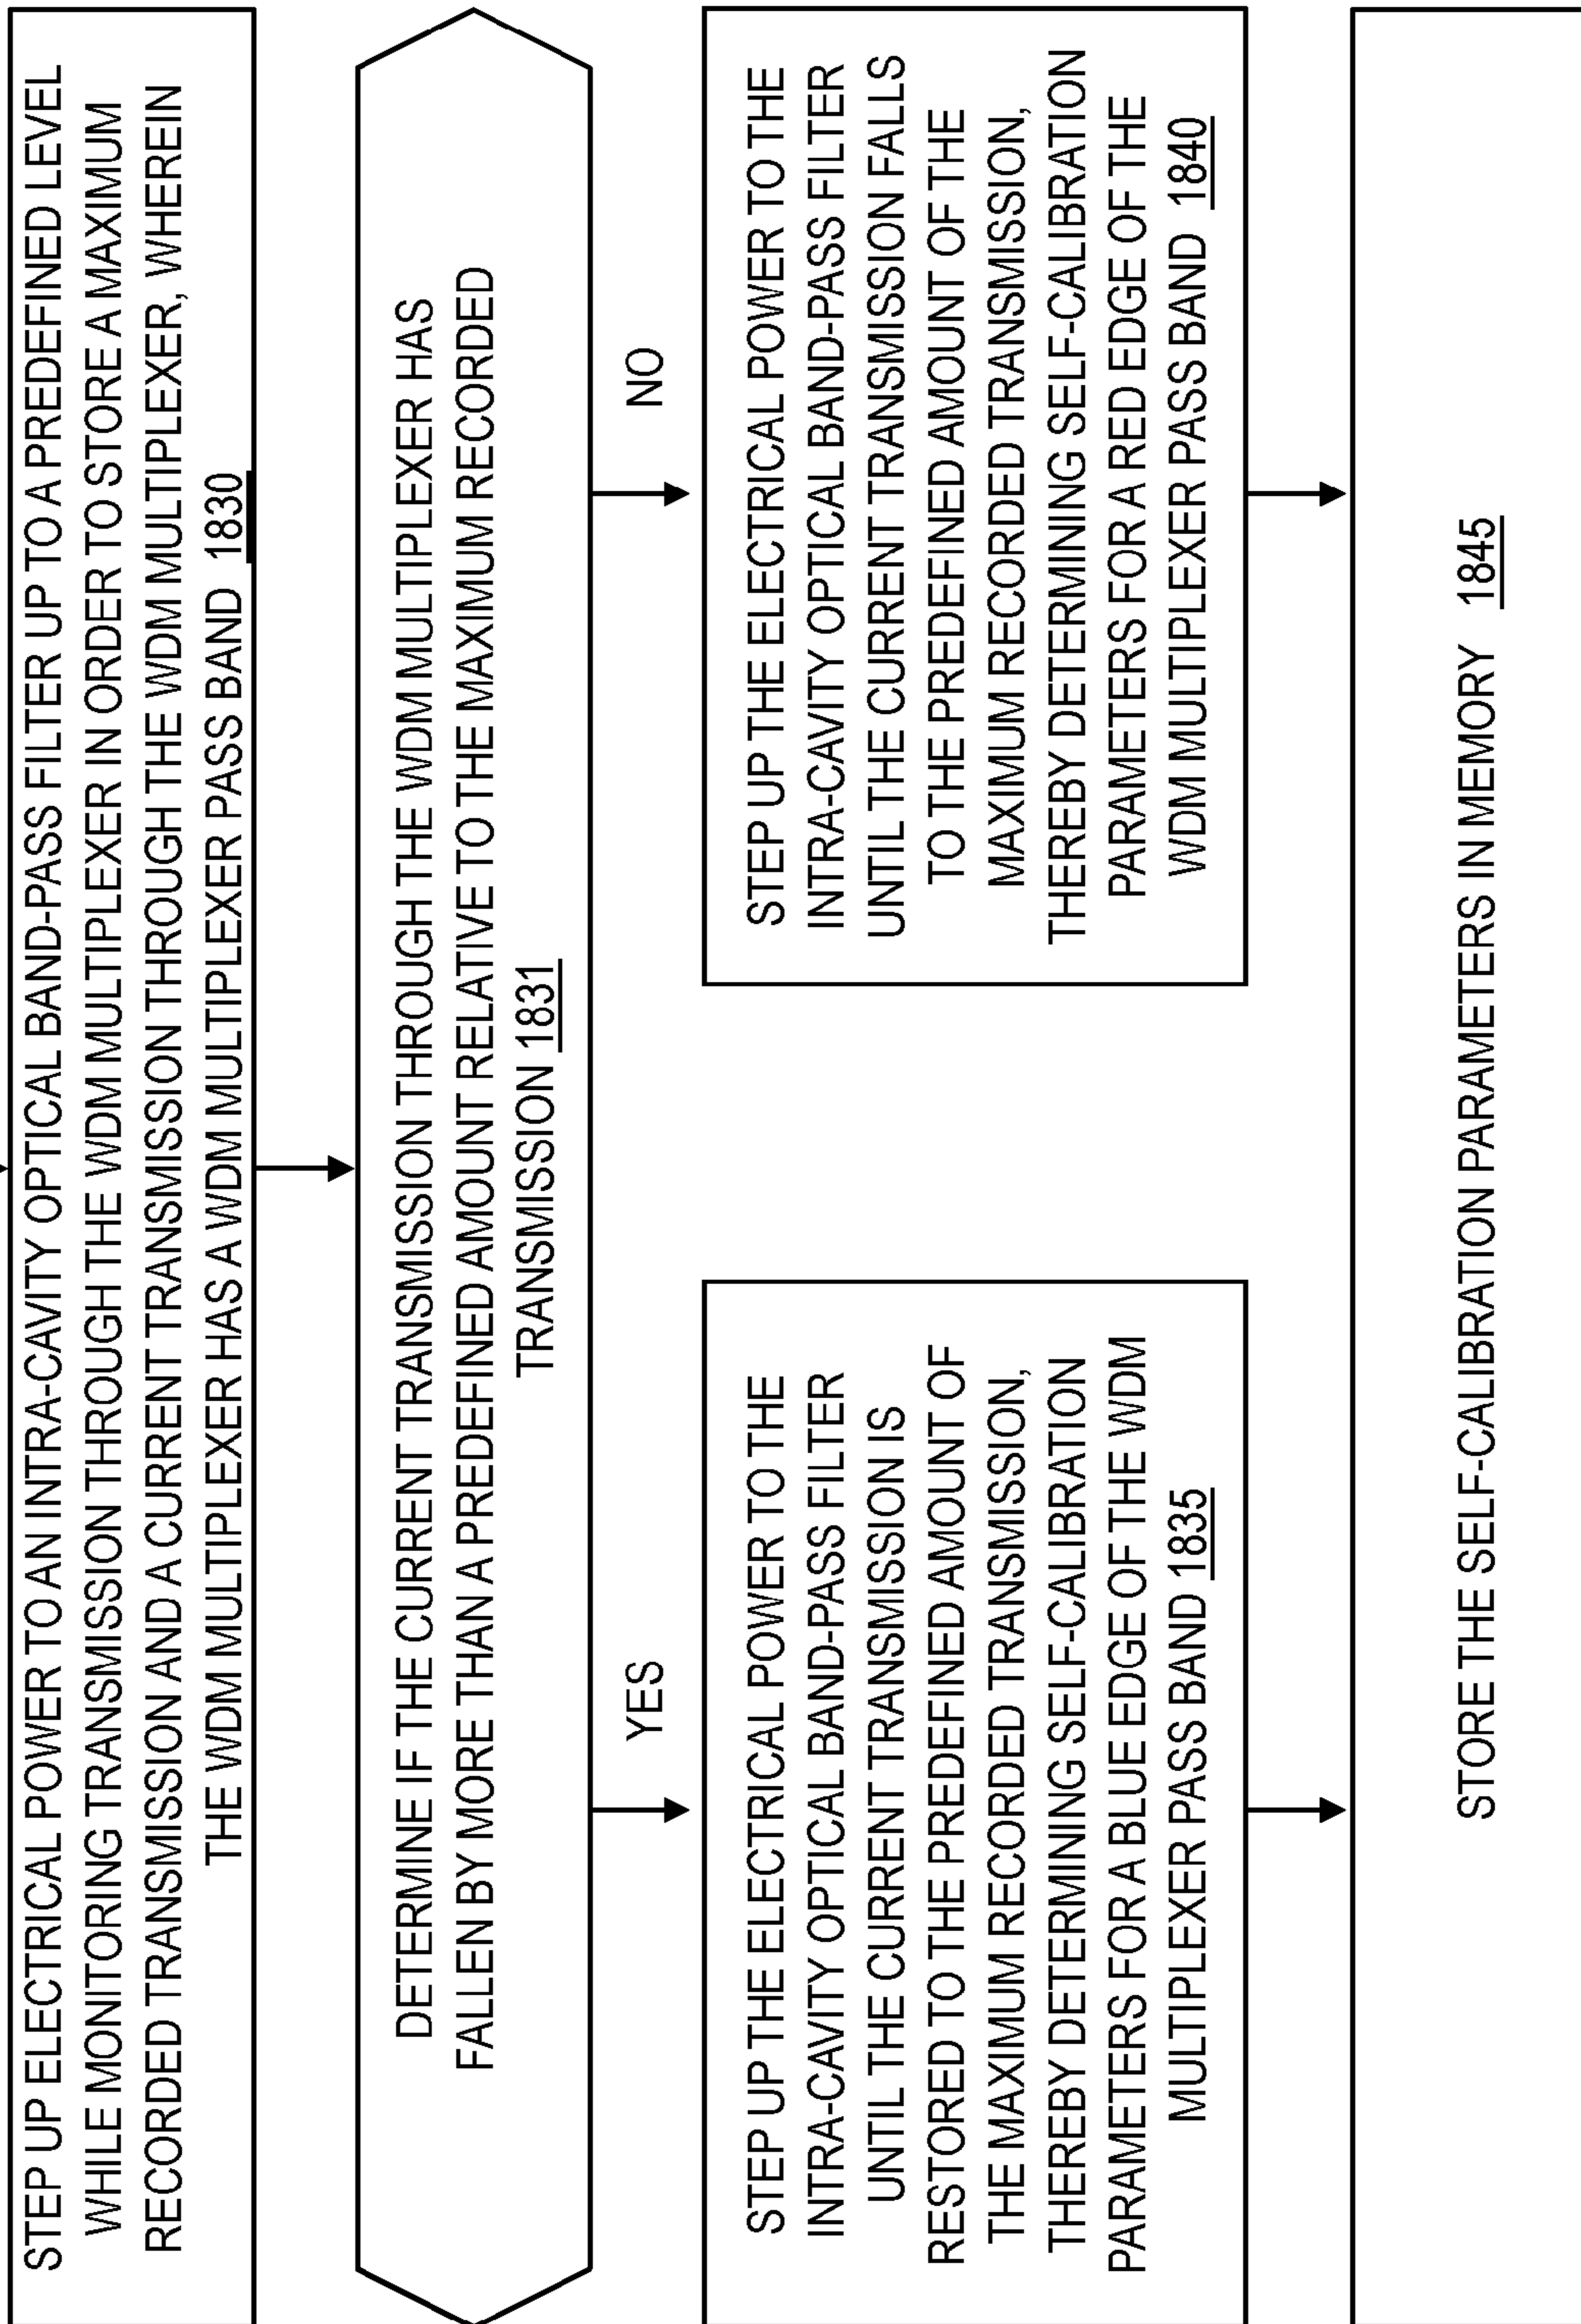 STEP UP ELECTRICAL POWER TO AN INTRA-CAVITY OPTICAL BAND-PASS FILTER UP TO A PREDEFINED LEVEL
WHILE MONITORING TRANSMISSION THROUGH THE WDM MULTIPLEXER IN ORDER TO STORE A MAXIMUM
RECORDED TRANSMISSION AND A CURRENT TRANSMISSION THROUGH THE WDM MULTIPLEXER, WHEREIN
THE WDM MULTIPLEXER HAS A WDM MULTIPLEXER PASS BAND 1830
DETERMINE IF THE CURRENT TRANSMISSION THROUGH THE WDM MULTIPLEXER HAS
FALLEN BY MORE THAN A PREDEFINED AMOUNT RELATIVE TO THE MAXIMUM RECORDED
TRANSMISSION 1831
YES
NO
STEP UP THE ELECTRICAL POWER TO THE
INTRA-CAVITY OPTICAL BAND-PASS FILTER
UNTIL THE CURRENT TRANSMISSION IS
RESTORED TO THE PREDEFINED AMOUNT OF
THE MAXIMUM RECORDED TRANSMISSION,
THEREBY DETERMINING SELF-CALIBRATION
PARAMETERS FOR A BLUE EDGE OF THE WDM
MULTIPLEXER PASS BAND 1835
STEP UP THE ELECTRICAL POWER TO THE
INTRA-CAVITY OPTICAL BAND-PASS FILTER
UNTIL THE CURRENT TRANSMISSION FALLS
TO THE PREDEFINED AMOUNT OF THE
MAXIMUM RECORDED TRANSMISSION,
THEREBY DETERMINING SELF-CALIBRATION
PARAMETERS FOR A RED EDGE OF THE
WDM MULTIPLEXER PASS BAND 1840
STORE THE SELF-CALIBRATION PARAMETERS IN MEMORY 1845